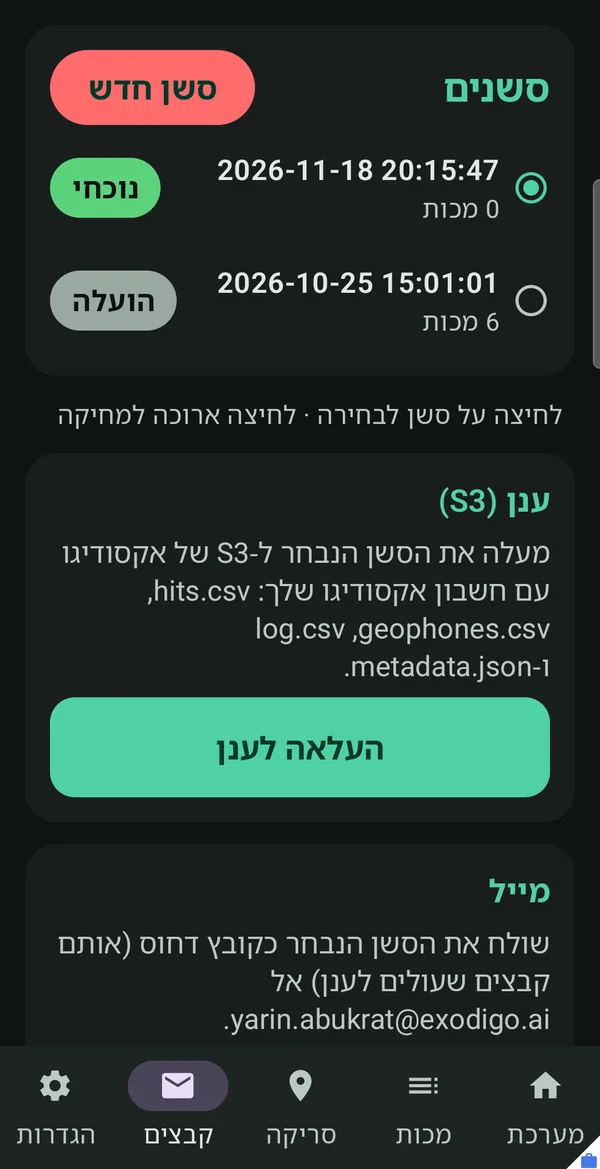 סשנים
סשן חדש
2026-11-18 20:15:47
0 מכות
נוכחי
2026-10-25 15:01:01
6 מכות
הועלה
לחיצה על סשן לבחירה · לחיצה ארוכה למחיקה
ענן (S3)
מעלה את הסשן הנבחר ל-S3 של אקסודיגו
עם חשבון אקסודיגו שלך: hits.csv,
geophones.csv, log.csv
ו-metadata.json.
העלאה לענן
מייל
שולח את הסשן הנבחר כקובץ דחוס (אותם
קבצים שעולים לענן) אל
yarin.abukrat@exodigo.ai.
מערכת
מכות
סריקה
קבצים
הגדרות